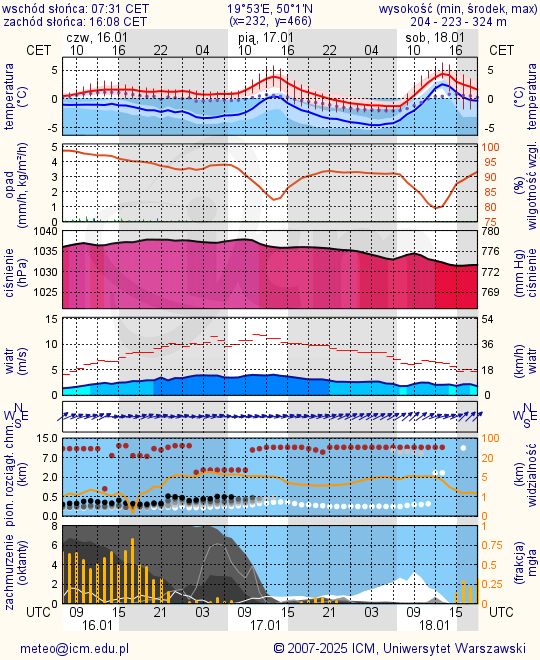 wschód słońca: 07:31 CET 19°53'E, 50°1'N wysokość (min, środek, max)
zachód słońca: 16:08 CET (x=232, y=466) 204 - 223 - 324 m
czw, 16.01 pią, 17.01 sob, 18.01
CET 10 16 22 04 10 16 22 04 10 16 CET
temperatura (°C) 5 0 -5 5 0 -5 temperatura (°C)
opad (mm/h, kg/m²/h) 5 4 3 2 1 0 100 95 90 85 80 75 (%) wilgotność wzgl.
ciśnienie (hPa) 1040 1035 1030 1025 780 776 772 769 (mm Hg) ciśnienie
wiatr (m/s) 15 10 5 0 54 36 18 0 (km/h) wiatr
N W E S N W E S
pion. rozciągł. chm. (km) 15.0 7.0 2.0 0.5 0.0 100 20 5 1 0 (km) widzialność
zachmurzenie (oktanty) 8 6 4 2 0 1 0.75 0.5 0.25 0 (frakcja) mgła
UTC 09 15 21 03 09 15 21 03 09 15 UTC
16.01 17.01 18.01
meteo@icm.edu.pl © 2007-2025 ICM, Uniwersytet Warszawski